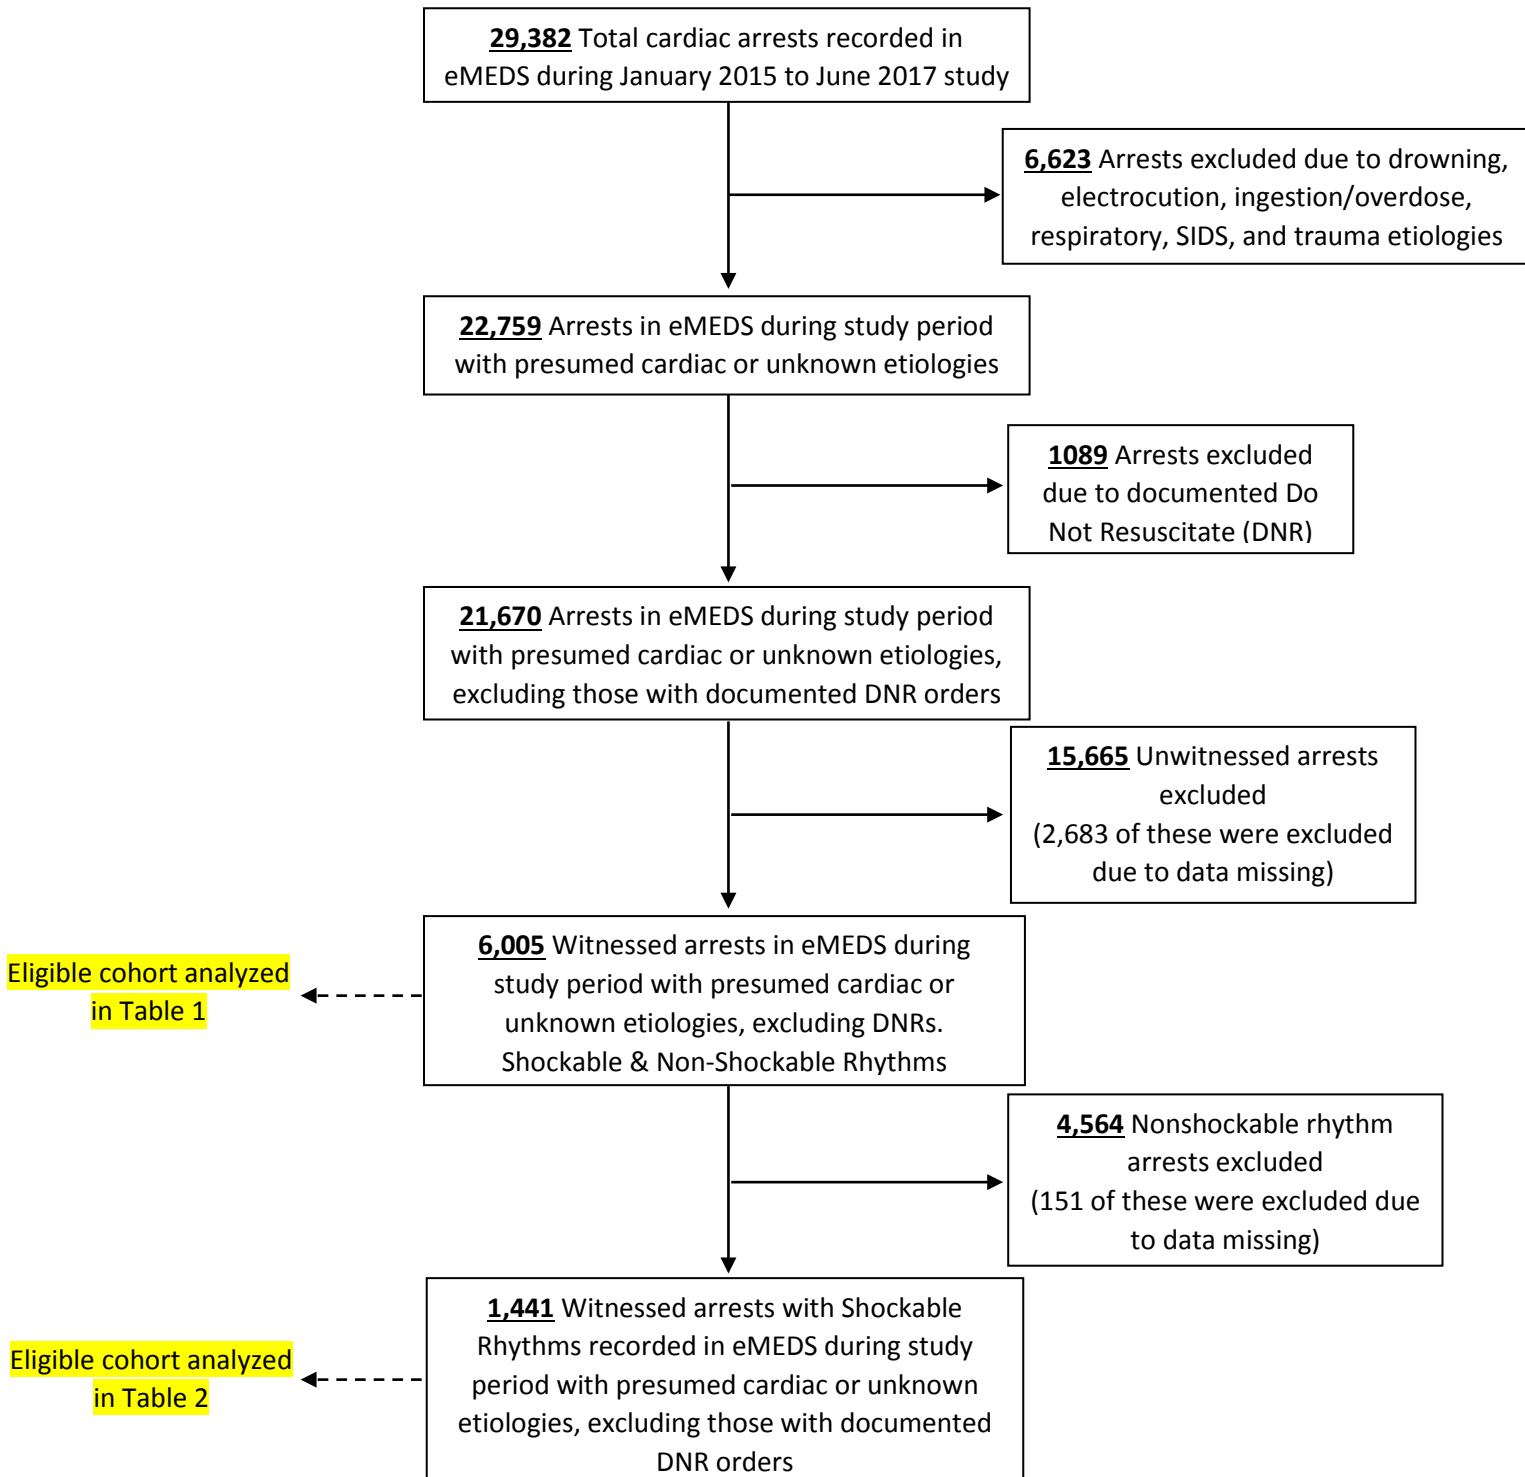 29,382 Total cardiac arrests recorded in
eMEDS during January 2015 to June 2017 study
6,623 Arrests excluded due to drowning,
electrocution, ingestion/overdose,
respiratory, SIDS, and trauma etiologies
22,759 Arrests in eMEDS during study period
with presumed cardiac or unknown etiologies
1089 Arrests excluded
due to documented Do
Not Resuscitate (DNR)
21,670 Arrests in eMEDS during study period
with presumed cardiac or unknown etiologies,
excluding those with documented DNR orders
15,665 Unwitnessed arrests
excluded
(2,683 of these were excluded
due to data missing)
6,005 Witnessed arrests in eMEDS during
study period with presumed cardiac or
unknown etiologies, excluding DNRs.
Shockable & Non-Shockable Rhythms
Eligible cohort analyzed
in Table 1
4,564 Nonshockable rhythm
arrests excluded
(151 of these were excluded due
to data missing)
1,441 Witnessed arrests with Shockable
Rhythms recorded in eMEDS during study
period with presumed cardiac or unknown
etiologies, excluding those with documented
DNR orders
Eligible cohort analyzed
in Table 2